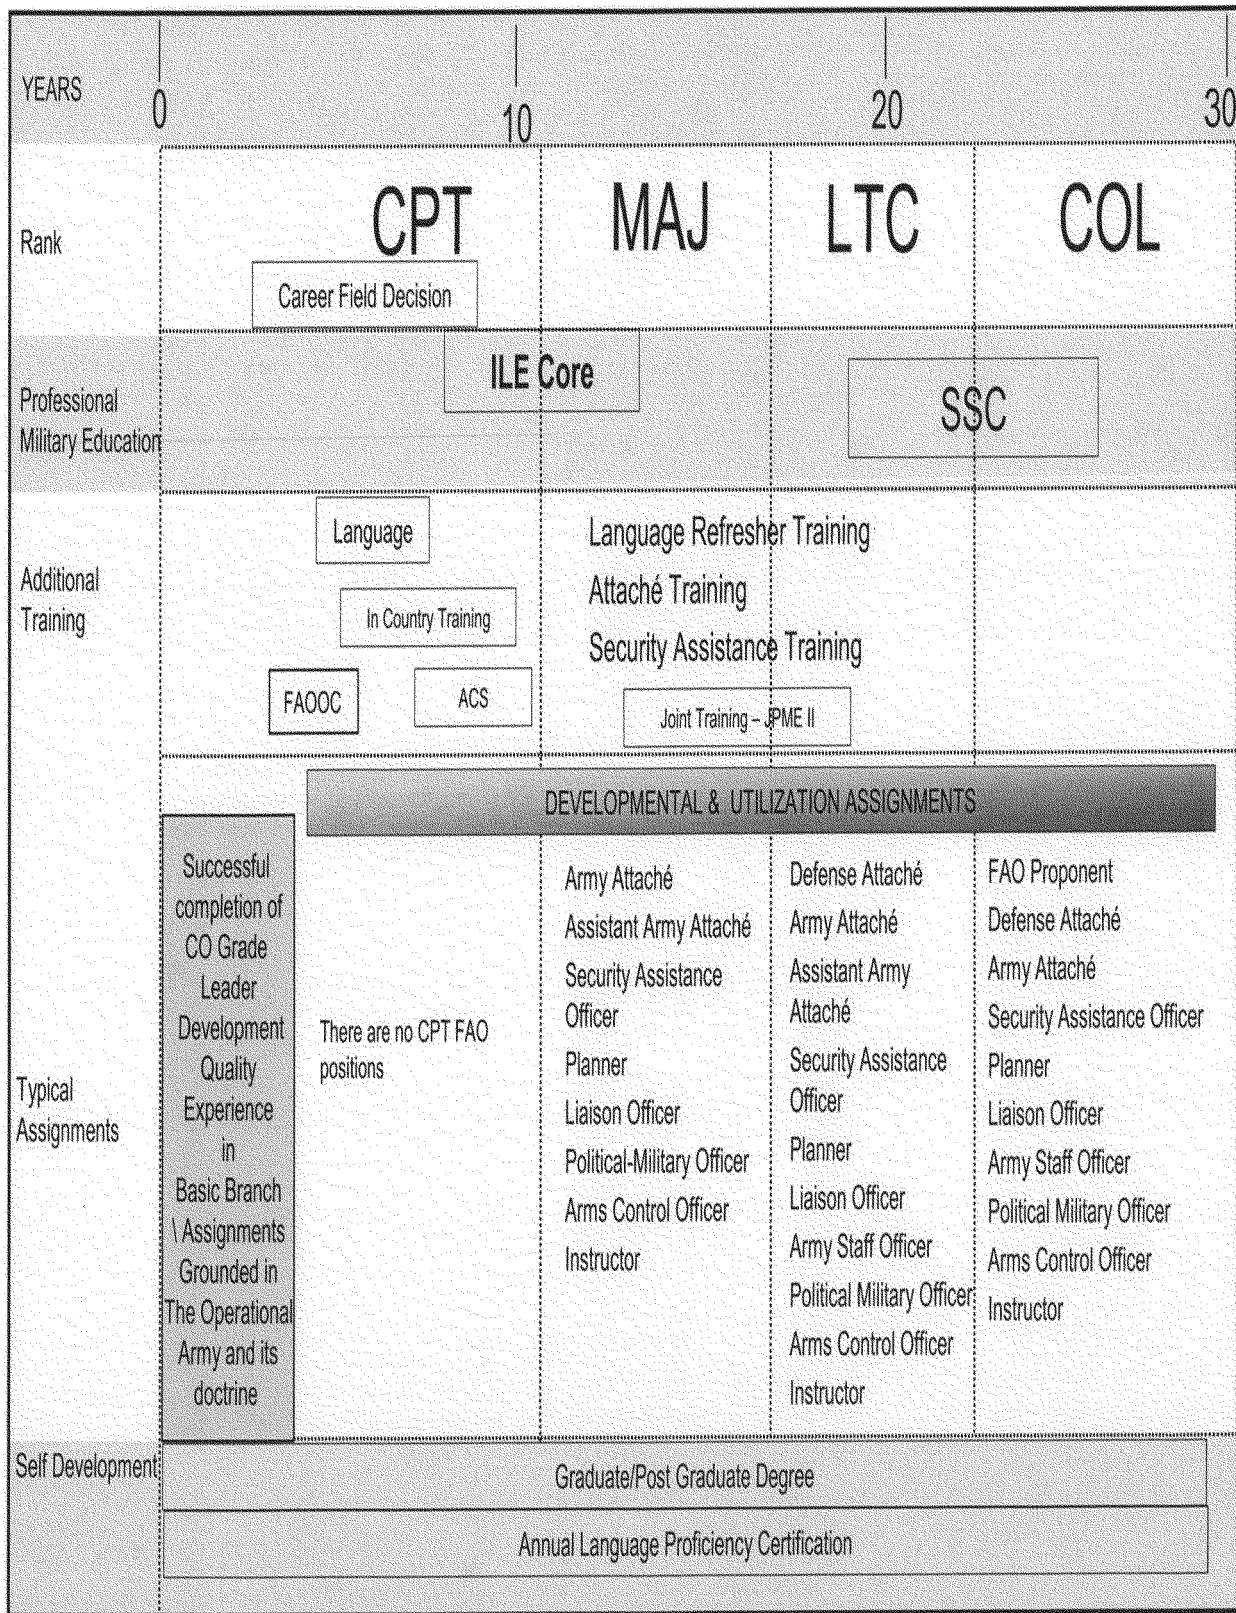 YEARS
0
10
20
30
Rank
CPT
MAJ
LTC
COL
Career Field Decision
Professional
Military Education
ILE Core
SSC
Additional
Training
Language
In Country Training
FAOOC
ACS
Language Refresher Training
Attaché Training
Security Assistance Training
Joint Training – JPME II
Typical
Assignments
DEVELOPMENTAL & UTILIZATION ASSIGNMENTS
Successful
completion of
CO Grade
Leader
Development
Quality
Experience
in
Basic Branch
\ Assignments
Grounded in
The Operational
Army and its
doctrine
There are no CPT FAO
positions
Army Attaché
Assistant Army Attaché
Security Assistance
Officer
Planner
Liaison Officer
Political-Military Officer
Arms Control Officer
Instructor
Defense Attaché
Army Attaché
Assistant Army
Attaché
Security Assistance
Officer
Planner
Liaison Officer
Army Staff Officer
Political Military Officer
Arms Control Officer
Instructor
FAO Proponent
Defense Attaché
Army Attaché
Security Assistance Officer
Planner
Liaison Officer
Army Staff Officer
Political Military Officer
Arms Control Officer
Instructor
Self Development
Graduate/Post Graduate Degree
Annual Language Proficiency Certification